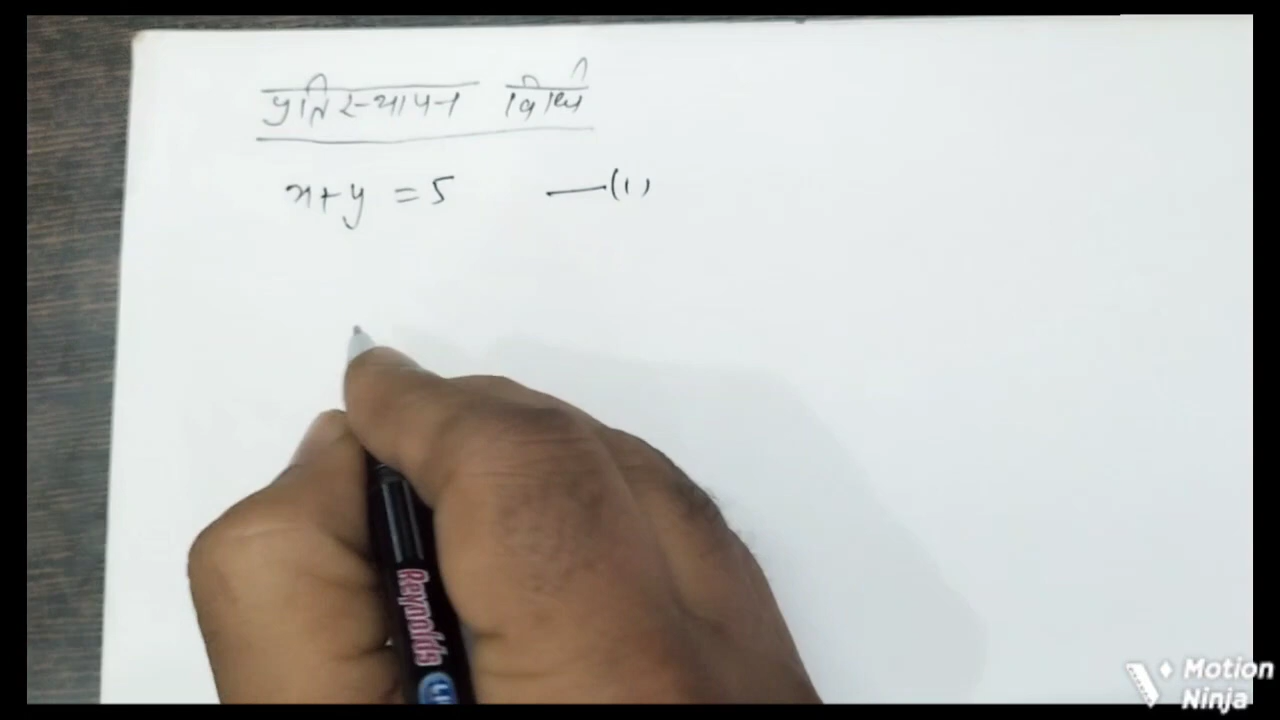 प्रतिस्थापन विधि
x+y = 5 —(1)
Reynolds
Motion
Ninja